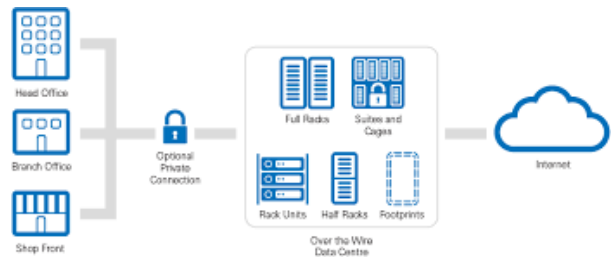 Head Office
Branch Office
Shop Front
Optional
Private
Connection
Full Racks
Suites and
Cages
Rack Units
Half Racks
Footprints
Over the Wire
Data Centre
Internet